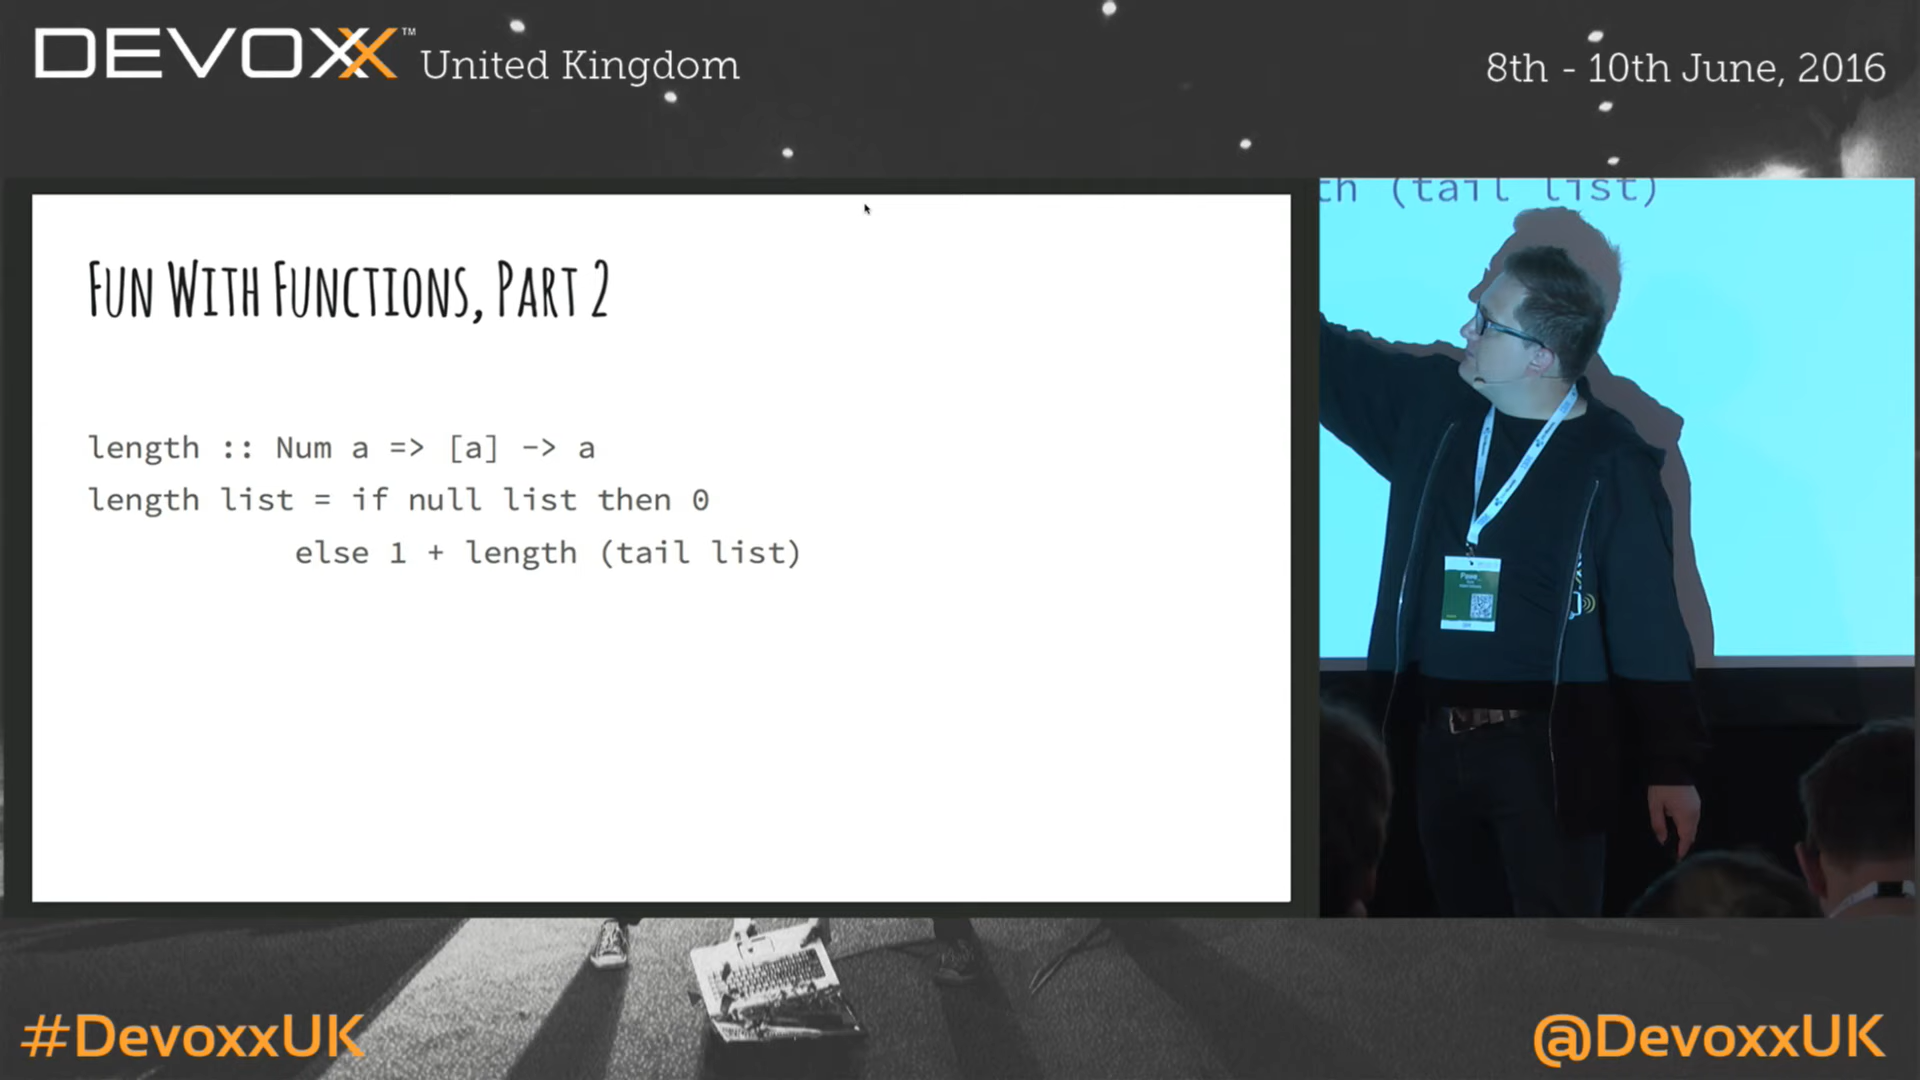 DEVOXX™ United Kingdom
8th - 10th June, 2016
FUN WITH FUNCTIONS, PART 2
length :: Num a => [a] -> a
length list = if null list then 0
else 1 + length (tail list)
th (tail list)
#DevoxxUK
@DevoxxUK